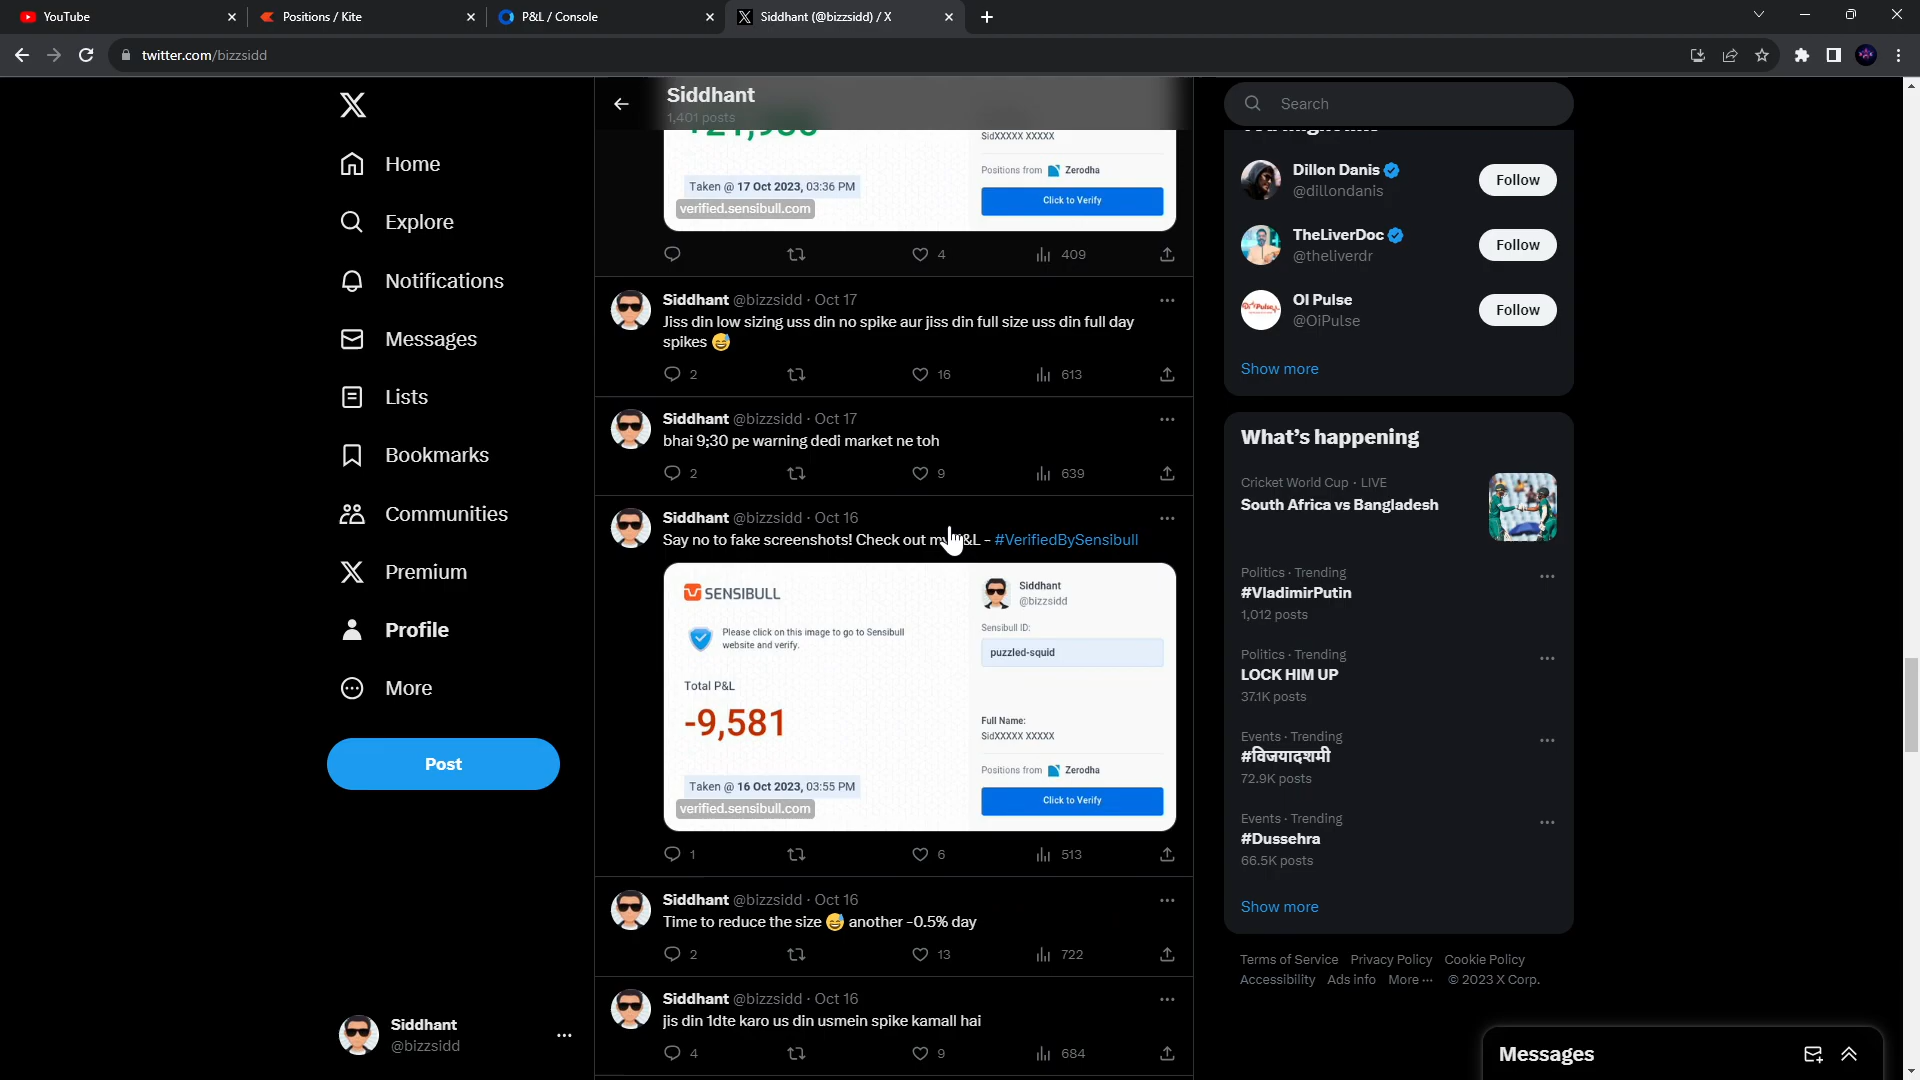 YouTube
Positions / Kite
P&L / Console
Siddhant (@bizzsidd) / X
twitter.com/bizzsidd
Home
Explore
Notifications
Messages
Lists
Bookmarks
Communities
Premium
Profile
More
Post
Siddhant
@bizzsidd
Siddhant
1,401 posts
SidXXXXX XXXXX
Positions from Zerodha
Taken @ 17 Oct 2023, 03:36 PM
Click to Verify
verified.sensibull.com
4
409
Siddhant @bizzsidd · Oct 17
Jiss din low sizing uss din no spike aur jiss din full size uss din full day
spikes 😅
2
16
613
Siddhant @bizzsidd · Oct 17
bhai 9;30 pe warning dedi market ne toh
2
9
639
Siddhant @bizzsidd · Oct 16
Say no to fake screenshots! Check out P&L - #VerifiedBySensibull
SENSIBULL
Siddhant
@bizzsidd
Please click on this image to go to Sensibull
website and verify.
Sensibull ID:
puzzled-squid
Total P&L
-9,581
Full Name:
SidXXXXX XXXXX
Positions from Zerodha
Taken @ 16 Oct 2023, 03:55 PM
Click to Verify
verified.sensibull.com
1
6
513
Siddhant @bizzsidd · Oct 16
Time to reduce the size 😅 another -0.5% day
2
13
722
Siddhant @bizzsidd · Oct 16
jis din 1dte karo us din usmein spike kamall hai
4
9
684
Search
Dillon Danis
@dillondanis
Follow
TheLiverDoc
@theliverdr
Follow
OI Pulse
@OiPulse
Follow
Show more
What's happening
Cricket World Cup · LIVE
South Africa vs Bangladesh
Politics · Trending
#VladimirPutin
1,012 posts
Politics · Trending
LOCK HIM UP
37.1K posts
Events · Trending
#विजयादशमी
72.9K posts
Events · Trending
#Dussehra
66.5K posts
Show more
Terms of Service Privacy Policy Cookie Policy
Accessibility Ads info More ··· © 2023 X Corp.
Messages